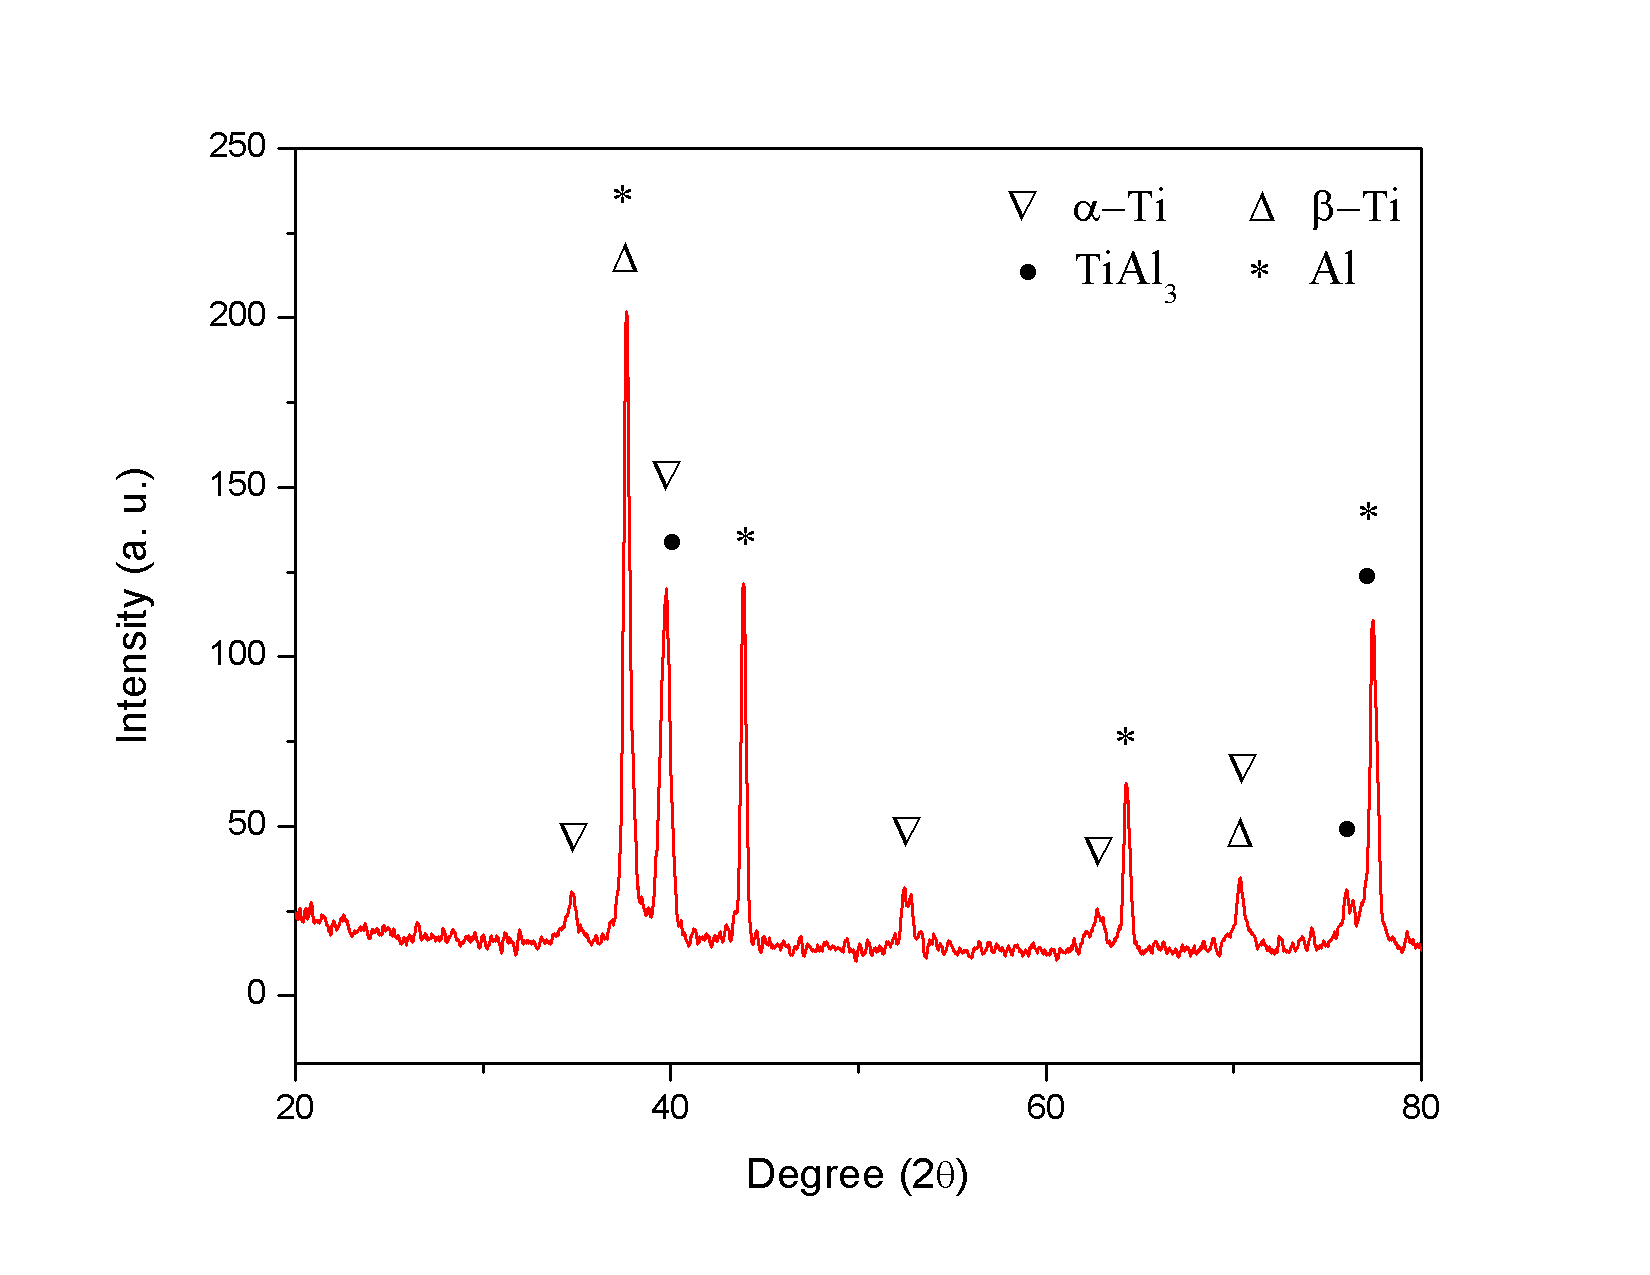 250
200
150
100
50
0
Intensity (a. u.)
∇ α–Ti Δ β–Ti
● TiAl₃ * Al
*
Δ
∇
●
*
*
●
*
∇
∇
∇
∇
Δ
●
20 40 60 80
Degree (2θ)